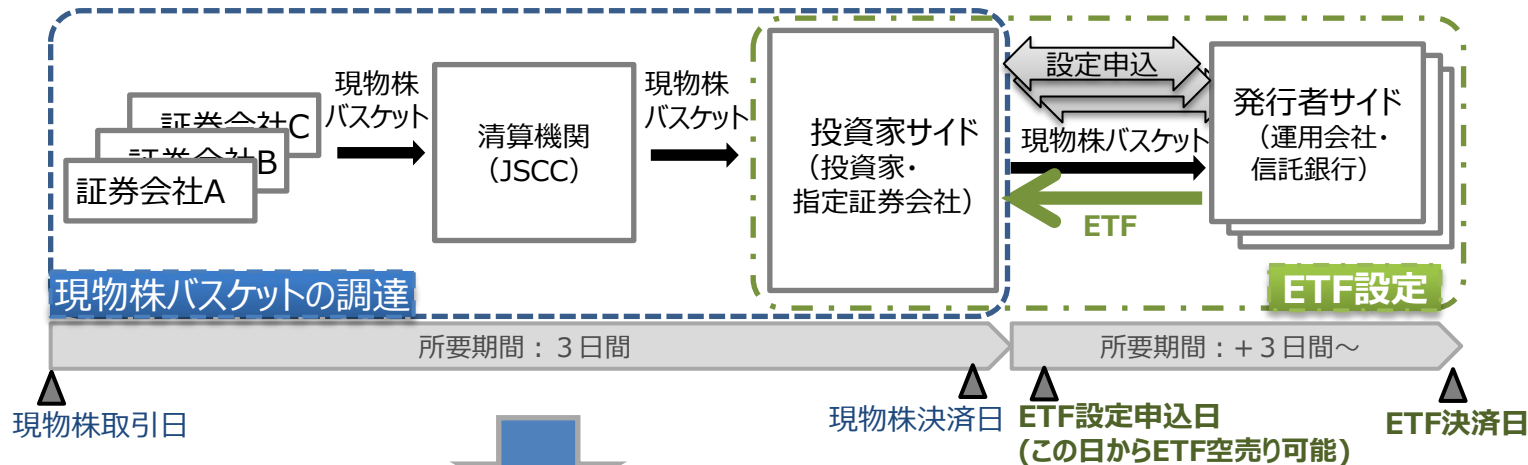 証券会社C
証券会社B
証券会社A
現物株
バスケット
清算機関
（JSCC）
現物株
バスケット
投資家サイド
（投資家・
指定証券会社）
設定申込
現物株バスケット
ETF
発行者サイド
（運用会社・
信託銀行）
現物株バスケットの調達
ETF設定
所要期間：３日間
所要期間：＋３日間～
現物株取引日
現物株決済日
ETF設定申込日
(この日からETF空売り可能)
ETF決済日